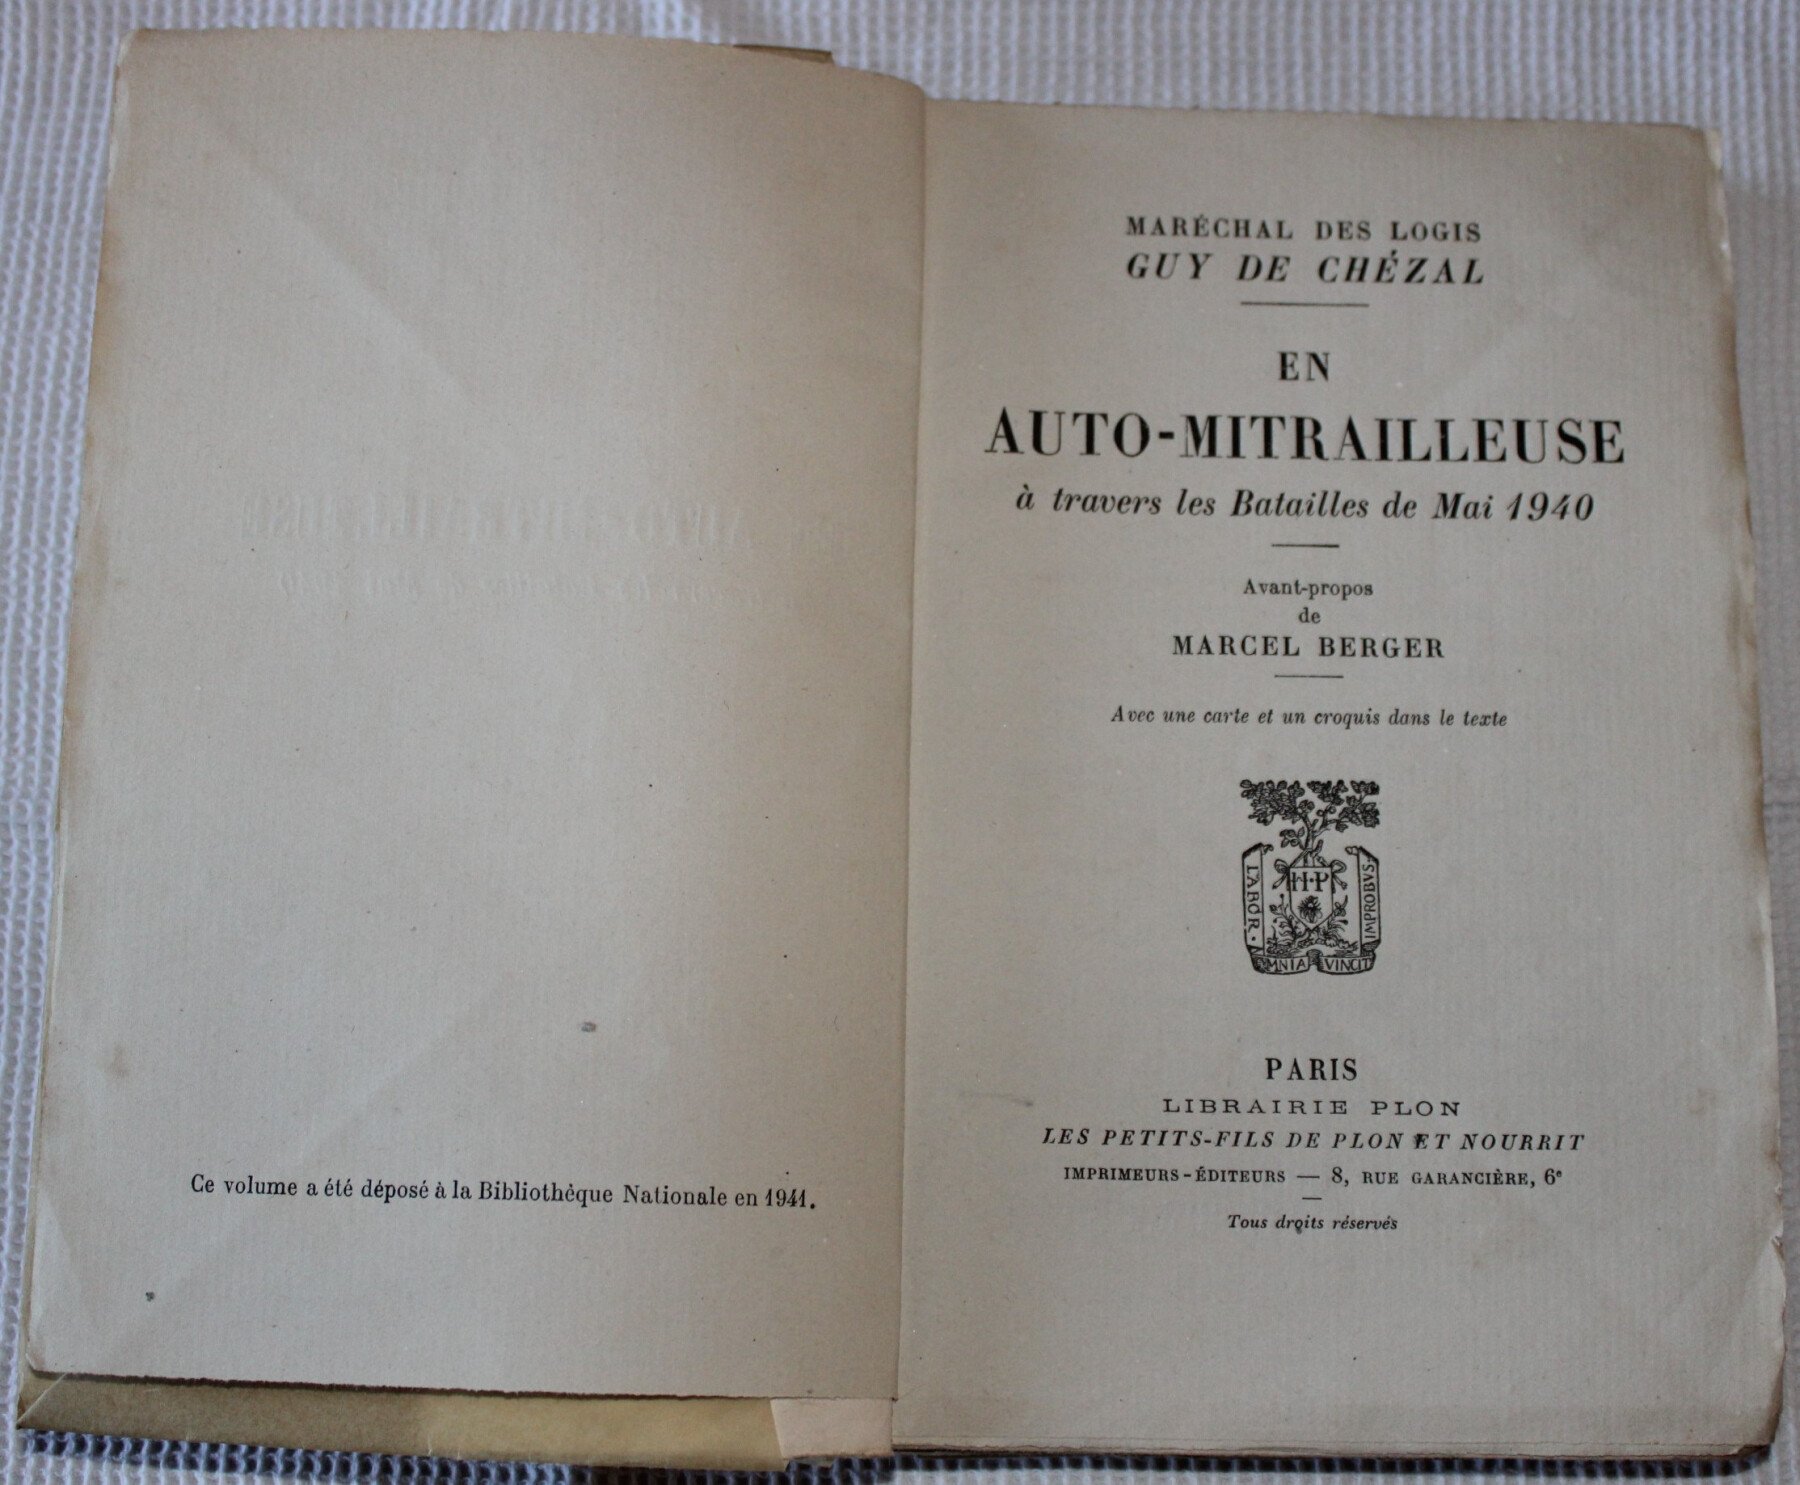 Ce volume a été déposé à la Bibliothèque Nationale en 1941.
MARÉCHAL DES LOGIS
GUY DE CHÉZAL
EN
AUTO-MITRAILLEUSE
à travers les Batailles de Mai 1940
Avant-propos
de
MARCEL BERGER
Avec une carte et un croquis dans le texte
H·P
LABOR·
IMPROBVS·
OMNIA VINCIT
PARIS
LIBRAIRIE PLON
LES PETITS-FILS DE PLON ET NOURRIT
IMPRIMEURS-ÉDITEURS — 8, RUE GARANCIÈRE, 6e
Tous droits réservés